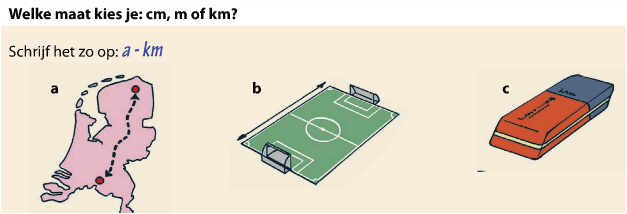 Welke maat kies je: cm, m of km?
Schrijf het zo op: a - km
a
b
c